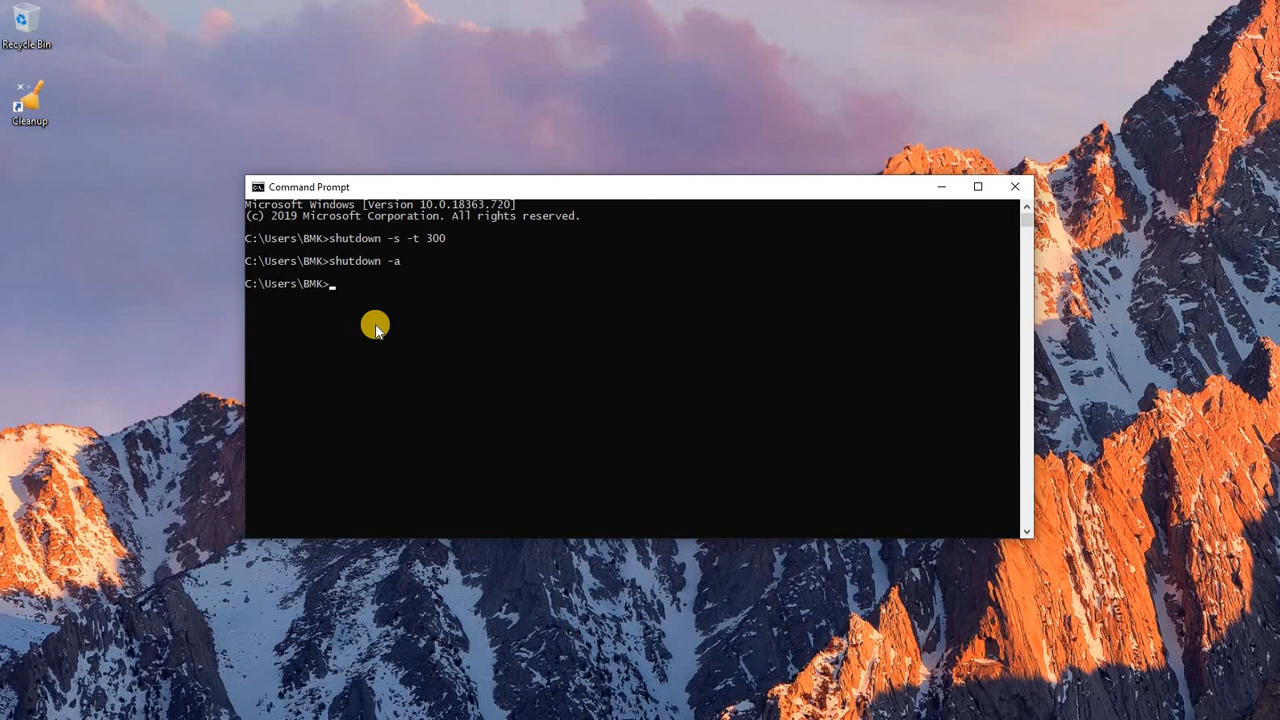 Recycle Bin
Cleanup
Command Prompt
Microsoft Windows [Version 10.0.18363.720]
(c) 2019 Microsoft Corporation. All rights reserved.
C:\Users\BMK>shutdown -s -t 300
C:\Users\BMK>shutdown -a
C:\Users\BMK>